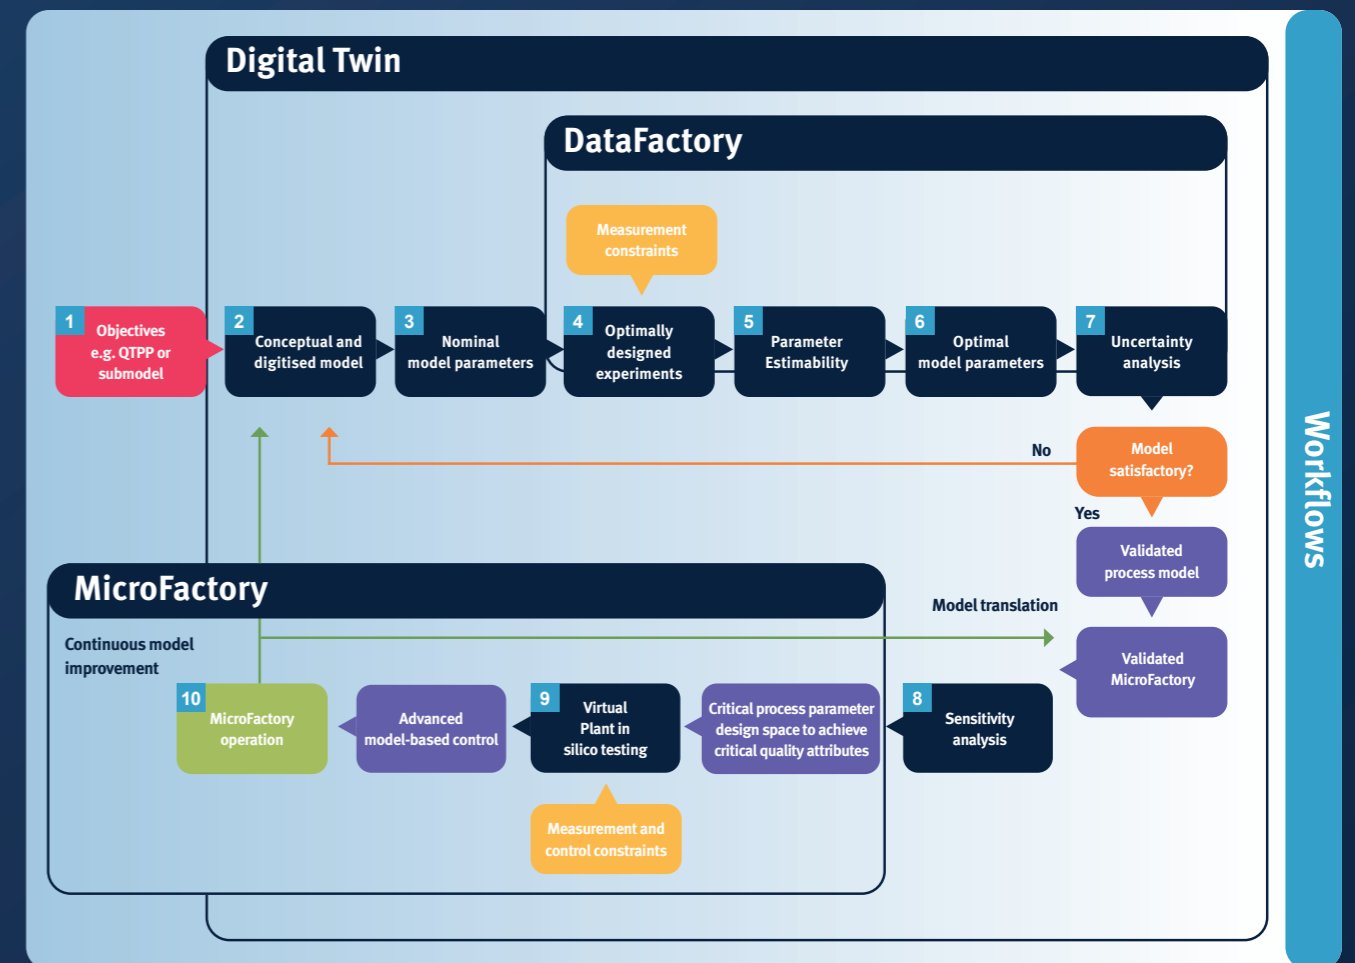 Digital Twin
DataFactory
Measurement
constraints
1
Objectives
e.g. QTPP or
submodel
2
Conceptual and
digitised model
3
Nominal
model parameters
4
Optimally
designed
experiments
5
Parameter
Estimability
6
Optimal
model parameters
7
Uncertainty
analysis
No
Model
satisfactory?
Yes
Validated
process model
MicroFactory
Model translation
Continuous model
improvement
Validated
MicroFactory
10
MicroFactory
operation
Advanced
model-based control
9
Virtual
Plant in
silico testing
Critical process parameter
design space to achieve
critical quality attributes
8
Sensitivity
analysis
Measurement and
control constraints
Workflows